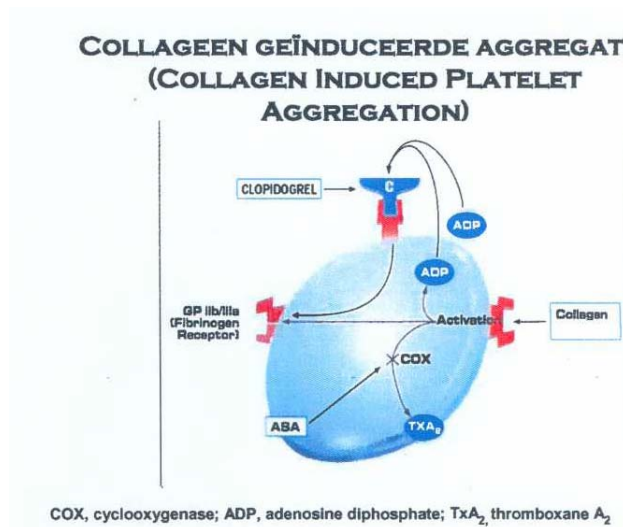 COLLAGEEN GEÏNDUCEERDE AGGREGAT
(COLLAGEN INDUCED PLATELET
AGGREGATION)
CLOPIDOGREL
C
ADP
ADP
GP IIb/IIIa
(Fibrinogen
Receptor)
Activation
Collagen
COX
ASA
TXA2
COX, cyclooxygenase; ADP, adenosine diphosphate; TxA2, thromboxane A2